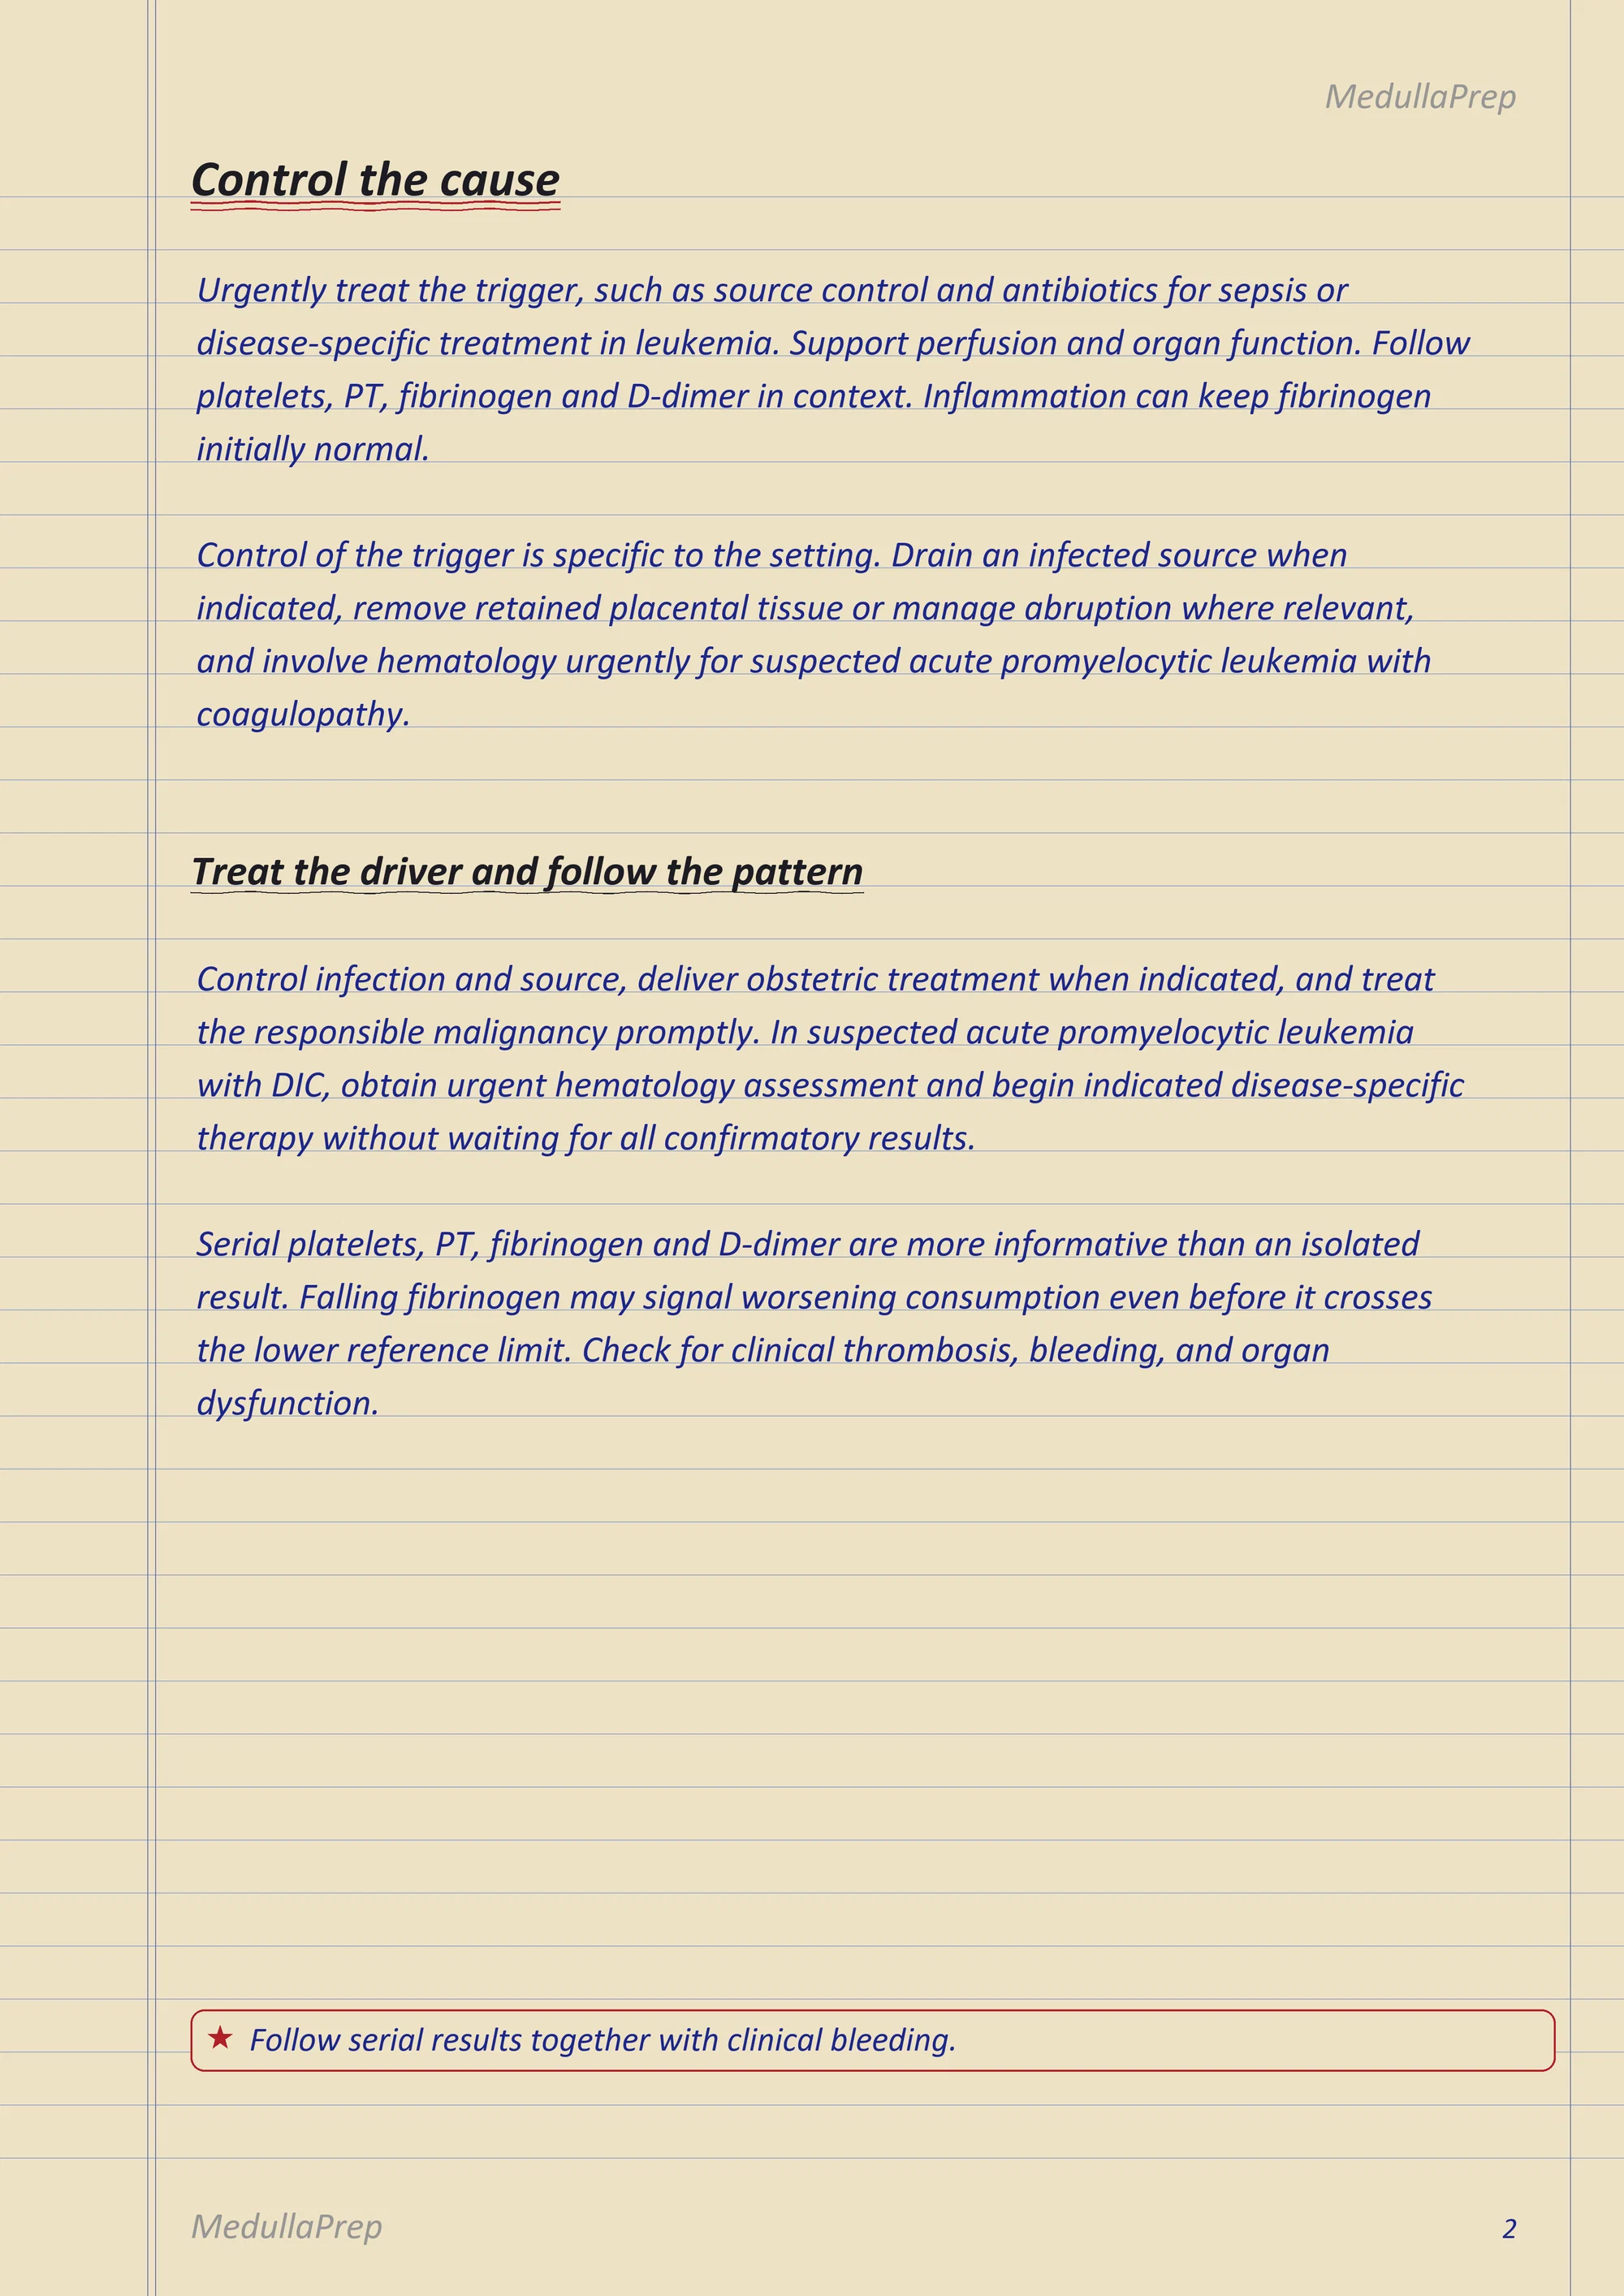 MedullaPrep
Control the cause
Urgently treat the trigger, such as source control and antibiotics for sepsis or
disease-specific treatment in leukemia. Support perfusion and organ function. Follow
platelets, PT, fibrinogen and D-dimer in context. Inflammation can keep fibrinogen
initially normal.
Control of the trigger is specific to the setting. Drain an infected source when
indicated, remove retained placental tissue or manage abruption where relevant,
and involve hematology urgently for suspected acute promyelocytic leukemia with
coagulopathy.
Treat the driver and follow the pattern
Control infection and source, deliver obstetric treatment when indicated, and treat
the responsible malignancy promptly. In suspected acute promyelocytic leukemia
with DIC, obtain urgent hematology assessment and begin indicated disease-specific
therapy without waiting for all confirmatory results.
Serial platelets, PT, fibrinogen and D-dimer are more informative than an isolated
result. Falling fibrinogen may signal worsening consumption even before it crosses
the lower reference limit. Check for clinical thrombosis, bleeding, and organ
dysfunction.
★ Follow serial results together with clinical bleeding.
MedullaPrep
2